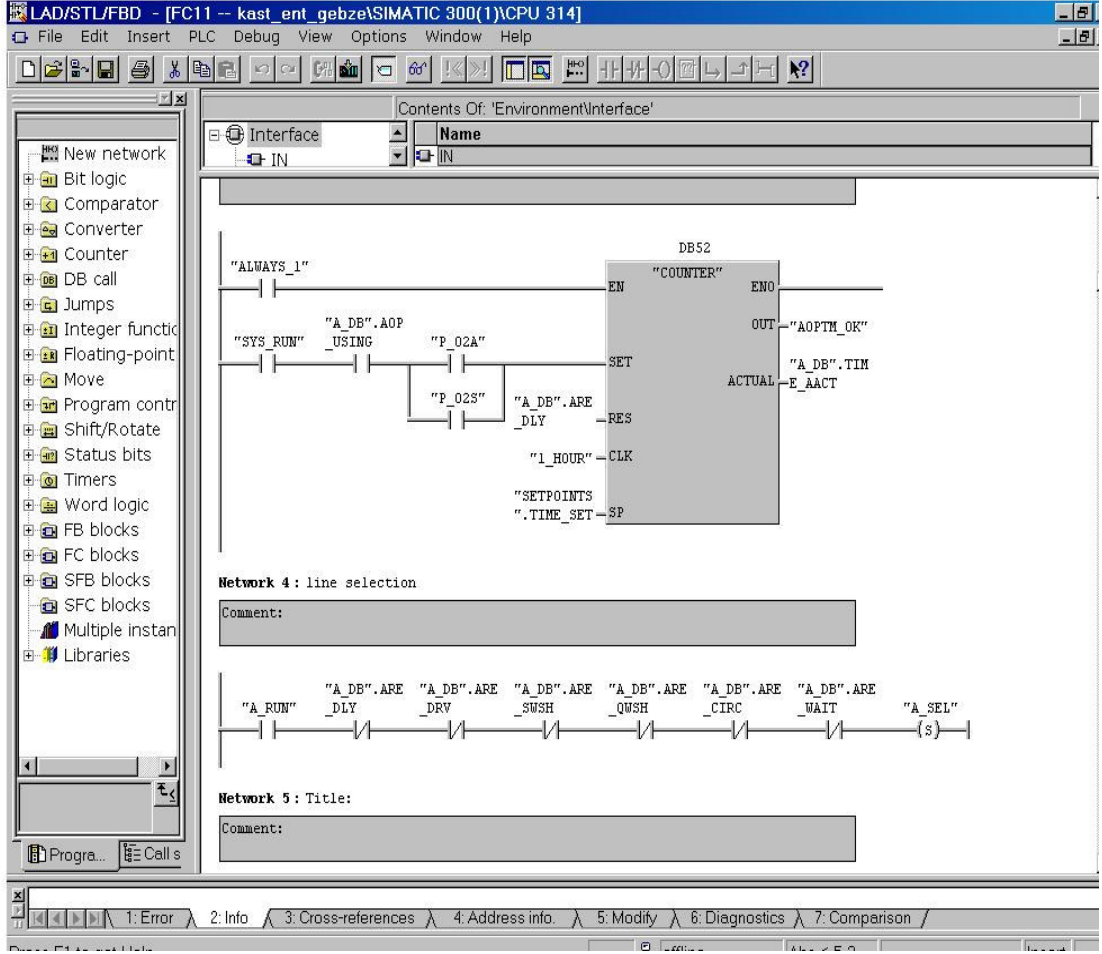 LAD/STL/FBD - [FC11 -- kast_ent_gebze\SIMATIC 300(1)\CPU 314]
File Edit Insert PLC Debug View Options Window Help
Contents Of: 'Environment\Interface'
Interface
IN
Name
IN
New network
Bit logic
Comparator
Converter
Counter
DB call
Jumps
Integer functic
Floating-point
Move
Program contr
Shift/Rotate
Status bits
Timers
Word logic
FB blocks
FC blocks
SFB blocks
SFC blocks
Multiple instan
Libraries
Progra...
Call s
DB52
"ALWAYS_1"
"COUNTER"
EN
ENO
OUT
"AOPTM_OK"
"SYS_RUN"
"A_DB".AOP
_USING
"P_02A"
SET
"A_DB".TIM
ACTUAL
E_AACT
"P_02S"
"A_DB".ARE
_DLY
RES
"1_HOUR"
CLK
"SETPOINTS
".TIME_SET
SP
Network 4 : line selection
Comment:
"A_DB".ARE "A_DB".ARE "A_DB".ARE "A_DB".ARE "A_DB".ARE "A_DB".ARE
"A_RUN" _DLY _DRV _SWSH _QWSH _CIRC _WAIT "A_SEL"
(S)
Network 5 : Title:
Comment:
1: Error 2: Info 3: Cross-references 4: Address info. 5: Modify 6: Diagnostics 7: Comparison
Press F1 to get Help
offline
Abs < 5.2
Insert